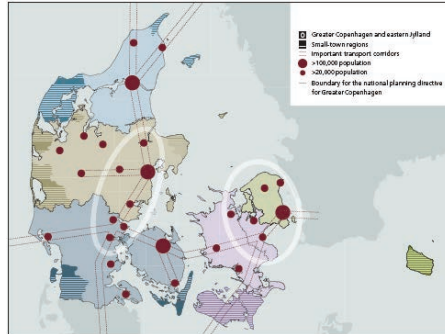 Greater Copenhagen and eastern Jylland
Small-town regions
Important transport corridors
>100,000 population
>20,000 population
Boundary for the national planning directive
for Greater Copenhagen